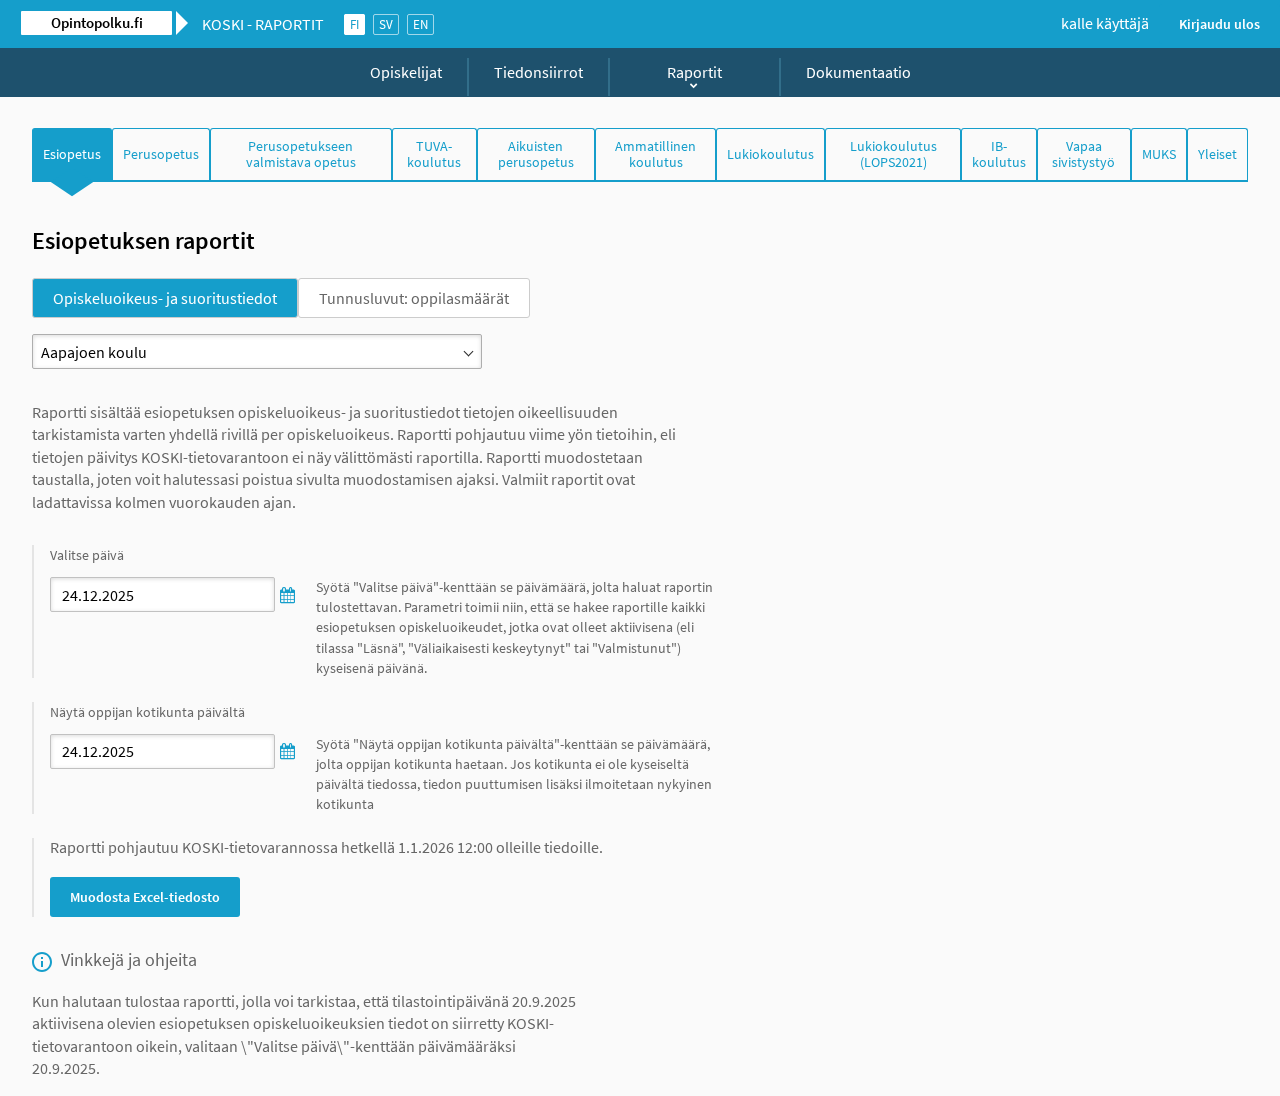 Opintopolku.fi
KOSKI - RAPORTIT
FI
SV
EN
kalle käyttäjä
Kirjaudu ulos
Opiskelijat
Tiedonsiirrot
Raportit
Dokumentaatio
Esiopetus
Perusopetus
Perusopetukseen
valmistava opetus
TUVA-
koulutus
Aikuisten
perusopetus
Ammatillinen
koulutus
Lukiokoulutus
Lukiokoulutus
(LOPS2021)
IB-
koulutus
Vapaa
sivistystyö
MUKS
Yleiset
Esiopetuksen raportit
Opiskeluoikeus- ja suoritustiedot
Tunnusluvut: oppilasmäärät
Aapajoen koulu
Raportti sisältää esiopetuksen opiskeluoikeus- ja suoritustiedot tietojen oikeellisuuden
tarkistamista varten yhdellä rivillä per opiskeluoikeus. Raportti pohjautuu viime yön tietoihin, eli
tietojen päivitys KOSKI-tietovarantoon ei näy välittömästi raportilla. Raportti muodostetaan
taustalla, joten voit halutessasi poistua sivulta muodostamisen ajaksi. Valmiit raportit ovat
ladattavissa kolmen vuorokauden ajan.
Valitse päivä
24.12.2025
Syötä "Valitse päivä"-kenttään se päivämäärä, jolta haluat raportin
tulostettavan. Parametri toimii niin, että se hakee raportille kaikki
esiopetuksen opiskeluoikeudet, jotka ovat olleet aktiivisena (eli
tilassa "Läsnä", "Väliaikaisesti keskeytynyt" tai "Valmistunut")
kyseisenä päivänä.
Näytä oppijan kotikunta päivältä
24.12.2025
Syötä "Näytä oppijan kotikunta päivältä"-kenttään se päivämäärä,
jolta oppijan kotikunta haetaan. Jos kotikunta ei ole kyseiseltä
päivältä tiedossa, tiedon puuttumisen lisäksi ilmoitetaan nykyinen
kotikunta
Raportti pohjautuu KOSKI-tietovarannossa hetkellä 1.1.2026 12:00 olleille tiedoille.
Muodosta Excel-tiedosto
Vinkkejä ja ohjeita
Kun halutaan tulostaa raportti, jolla voi tarkistaa, että tilastointipäivänä 20.9.2025
aktiivisena olevien esiopetuksen opiskeluoikeuksien tiedot on siirretty KOSKI-
tietovarantoon oikein, valitaan \"Valitse päivä\"-kenttään päivämääräksi
20.9.2025.